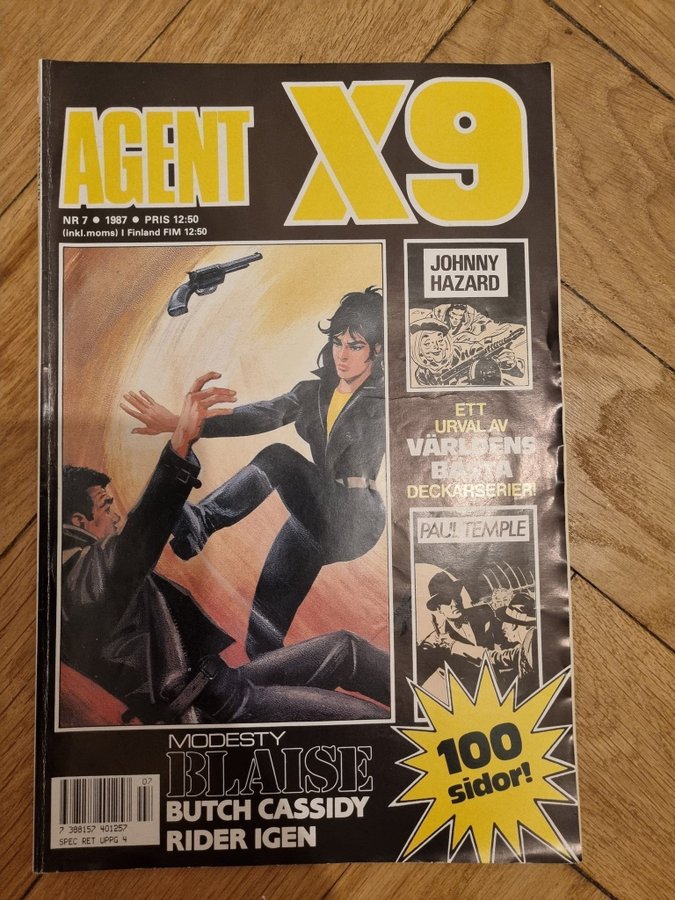 AGENT X9
NR 7 • 1987 • PRIS 12:50
(inkl.moms) I Finland FIM 12:50
JOHNNY
HAZARD
ETT
URVAL AV
VÄRLDENS
BÄSTA
DECKARSERIER!
PAUL TEMPLE
100
sidor!
MODESTY
BLAISE
BUTCH CASSIDY
RIDER IGEN
07
7 388157 401257
SPEC RET UPPG 4